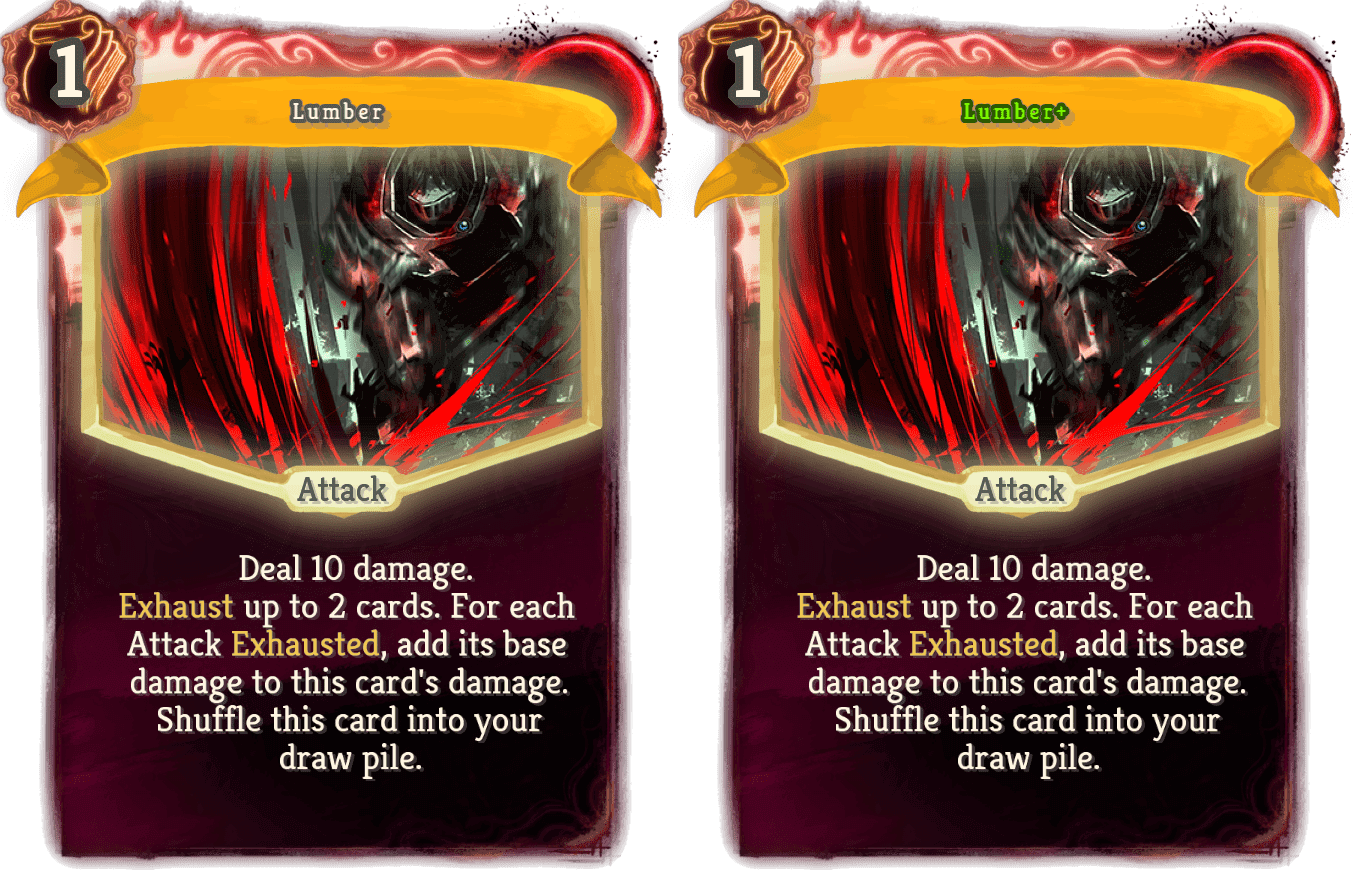 1
Lumber
Attack
Deal 10 damage.
Exhaust up to 2 cards. For each
Attack Exhausted, add its base
damage to this card's damage.
Shuffle this card into your
draw pile.
1
Lumber+
Attack
Deal 10 damage.
Exhaust up to 2 cards. For each
Attack Exhausted, add its base
damage to this card's damage.
Shuffle this card into your
draw pile.